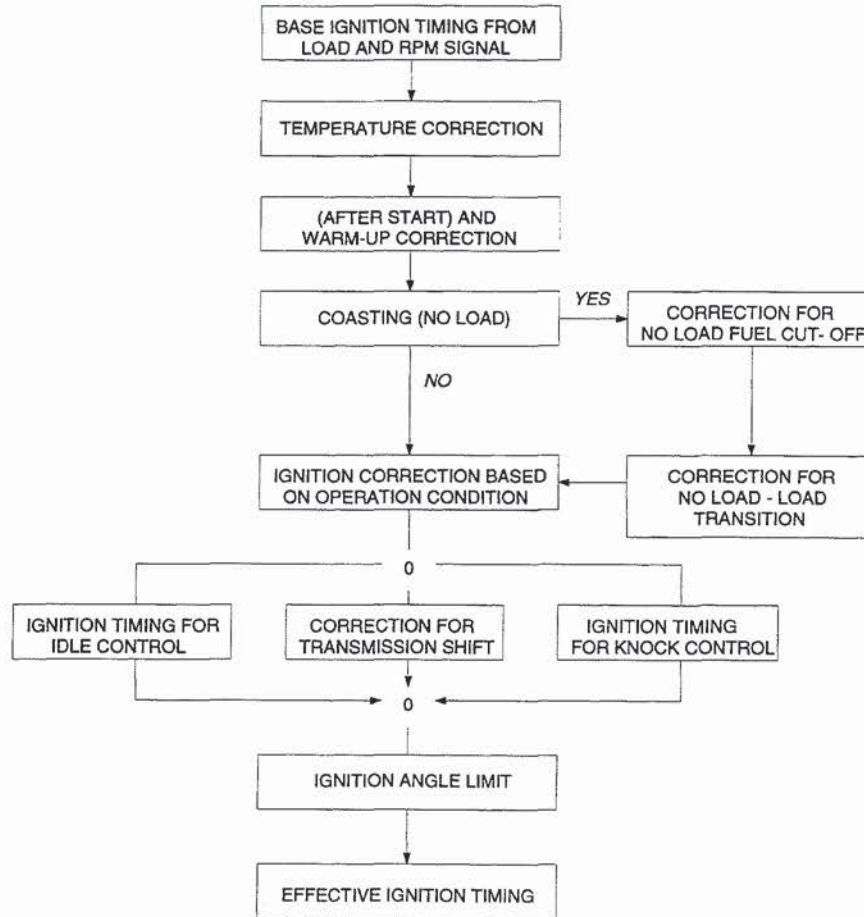 BASE IGNITION TIMING FROM
LOAD AND RPM SIGNAL
TEMPERATURE CORRECTION
(AFTER START) AND
WARM-UP CORRECTION
COASTING (NO LOAD)
YES
CORRECTION FOR
NO LOAD FUEL CUT- OFF
NO
IGNITION CORRECTION BASED
ON OPERATION CONDITION
CORRECTION FOR
NO LOAD - LOAD
TRANSITION
0
IGNITION TIMING FOR
IDLE CONTROL
CORRECTION FOR
TRANSMISSION SHIFT
IGNITION TIMING
FOR KNOCK CONTROL
0
IGNITION ANGLE LIMIT
EFFECTIVE IGNITION TIMING